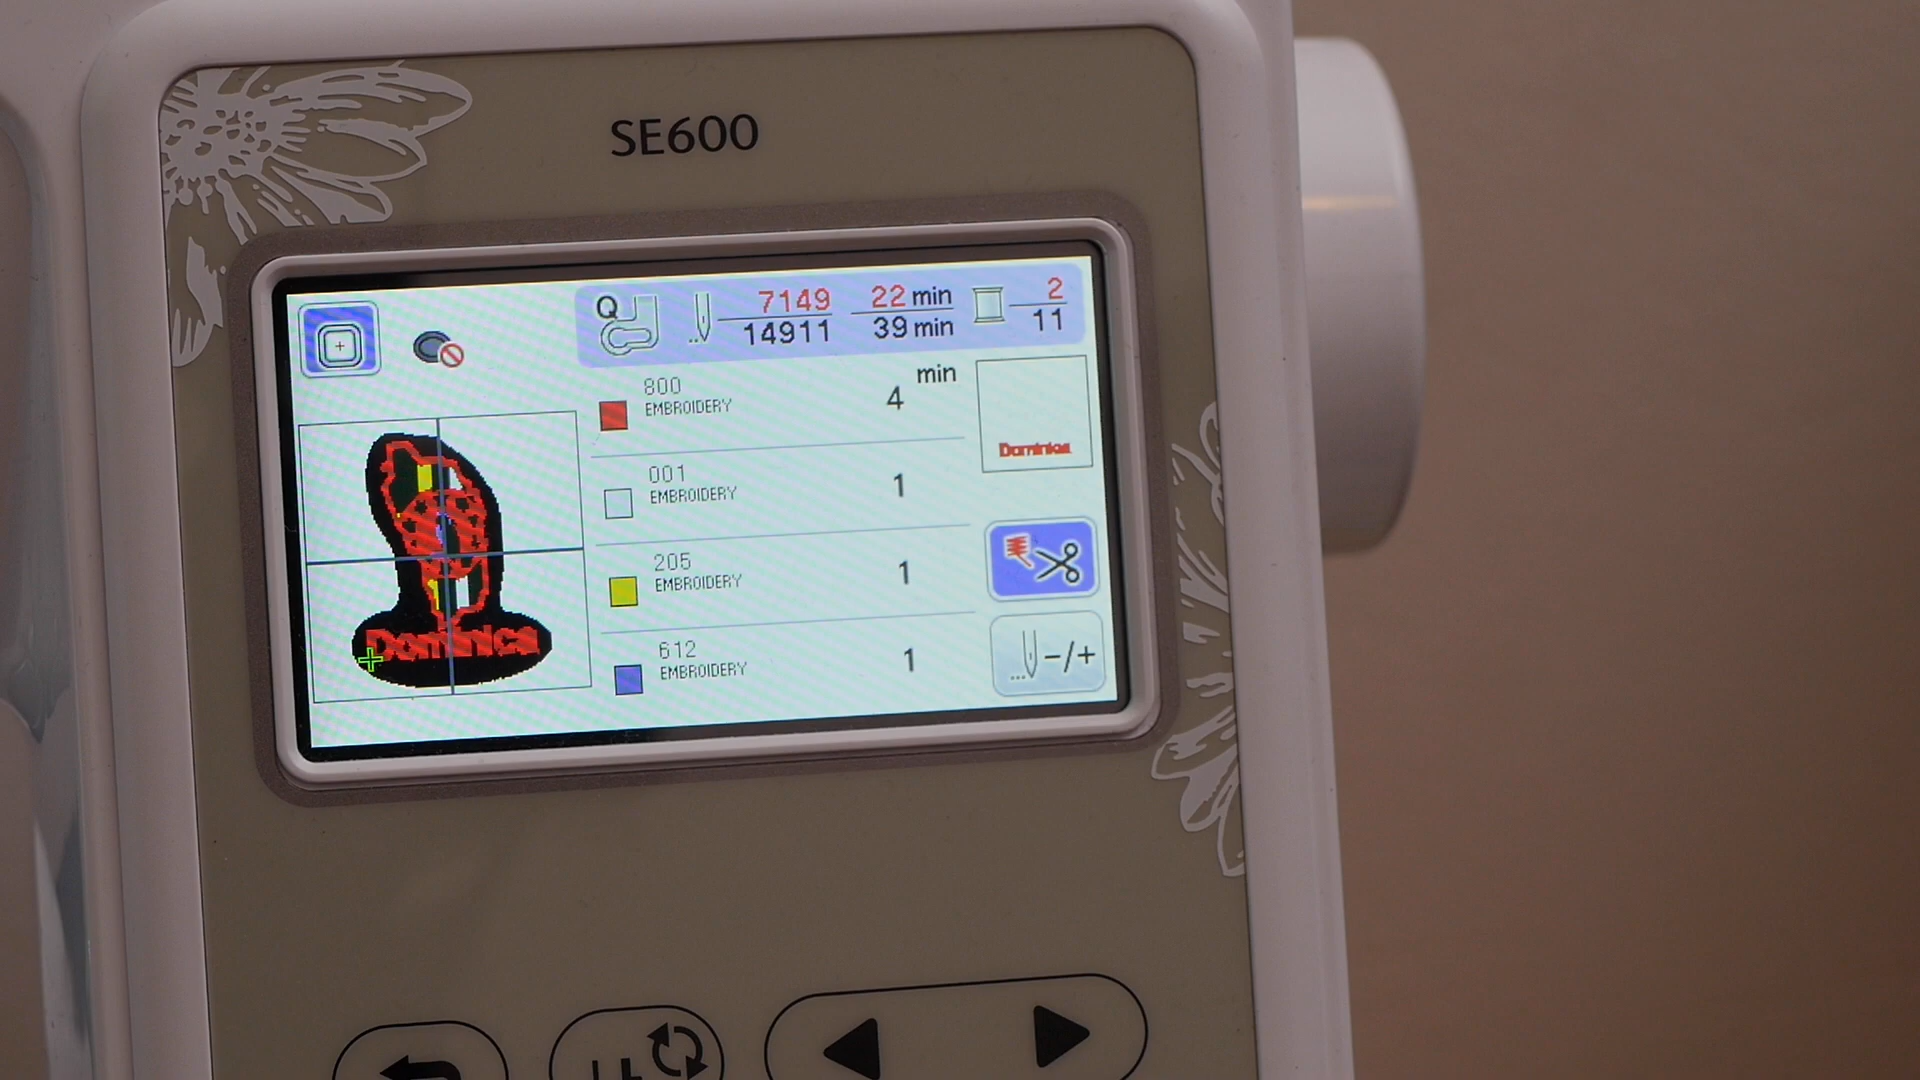 SE600
Q 7149 22 min 2
14911 39 min 11
min
800
EMBROIDERY 4
001
EMBROIDERY 1
205
EMBROIDERY 1
612
EMBROIDERY 1
Dominica
Dominica
-/+